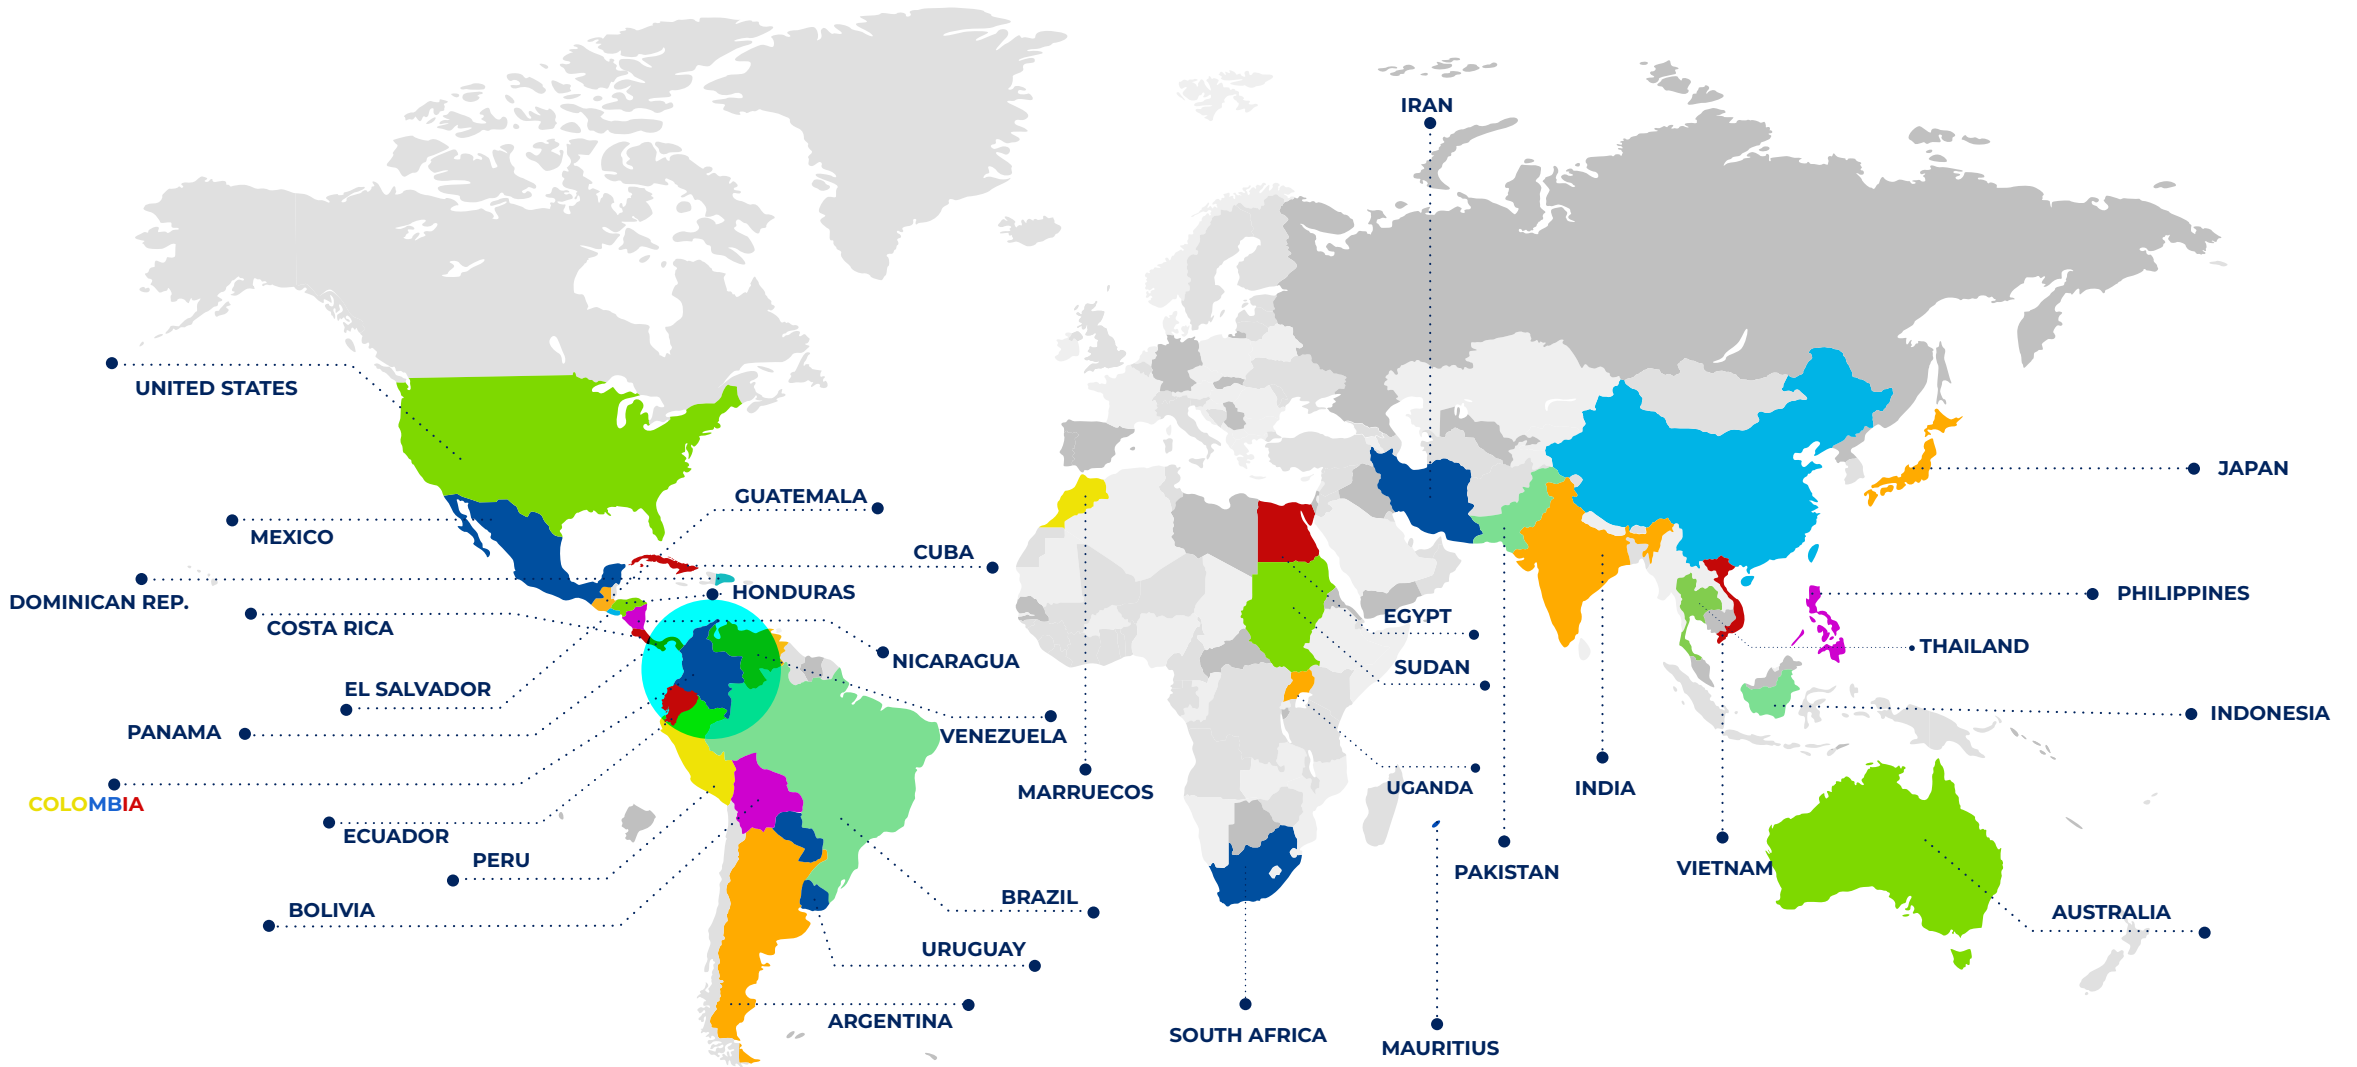 IRAN
UNITED STATES
JAPAN
GUATEMALA
MEXICO
CUBA
DOMINICAN REP.
HONDURAS
PHILIPPINES
COSTA RICA
EGYPT
THAILAND
NICARAGUA
SUDAN
EL SALVADOR
INDONESIA
PANAMA
VENEZUELA
UGANDA
INDIA
MARRUECOS
COLOMBIA
ECUADOR
PERU
PAKISTAN
VIETNAM
BRAZIL
BOLIVIA
AUSTRALIA
URUGUAY
ARGENTINA
SOUTH AFRICA
MAURITIUS